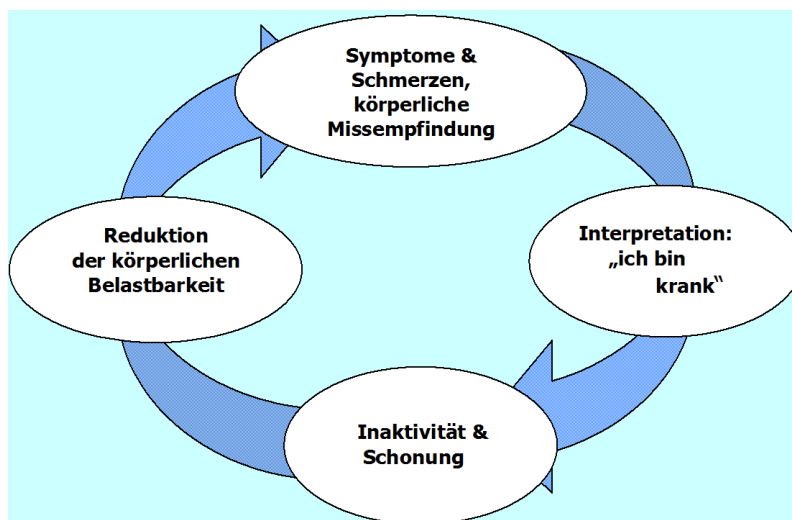 Symptome &
Schmerzen,
körperliche
Missempfindung
Interpretation:
„ich bin
krank“
Inaktivität &
Schonung
Reduktion
der körperlichen
Belastbarkeit